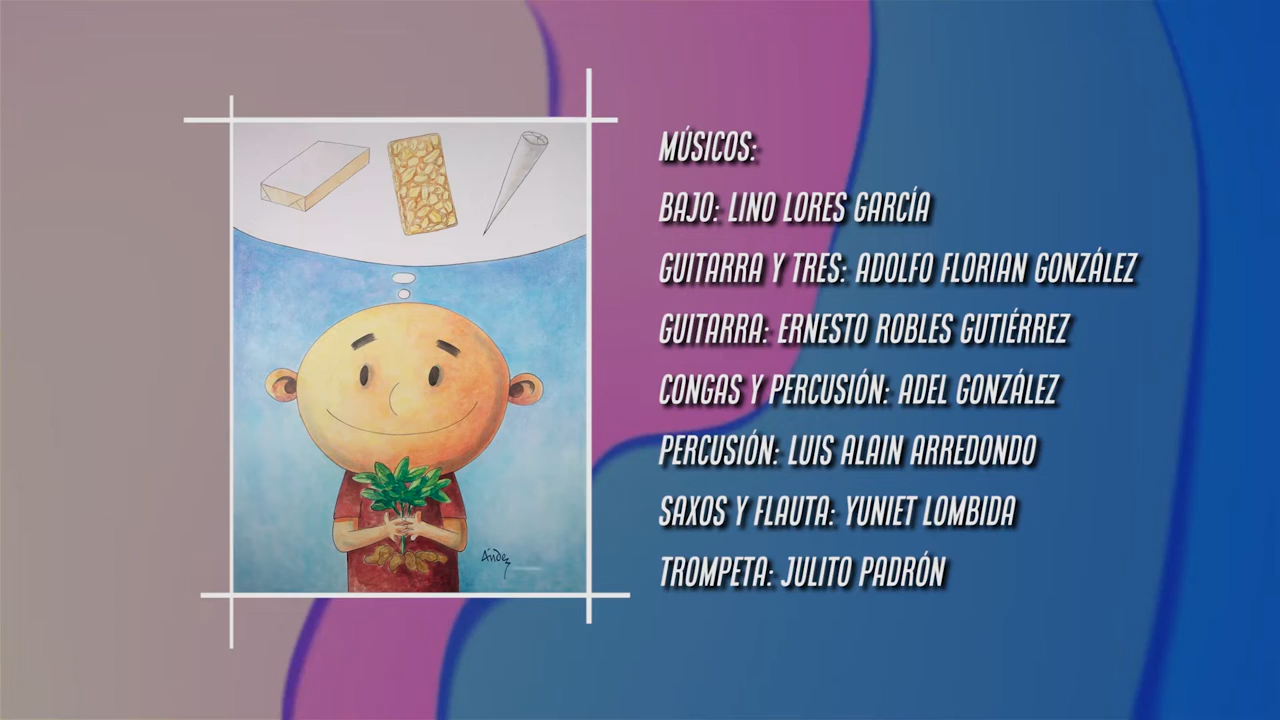 MÚSICOS:
BAJO: LINO LORES GARCÍA
GUITARRA Y TRES: ADOLFO FLORIAN GONZÁLEZ
GUITARRA: ERNESTO ROBLES GUTIÉRREZ
CONGAS Y PERCUSIÓN: ADEL GONZÁLEZ
PERCUSIÓN: LUIS ALAIN ARREDONDO
SAXOS Y FLAUTA: YUNIET LOMBIDA
TROMPETA: JULITO PADRÓN